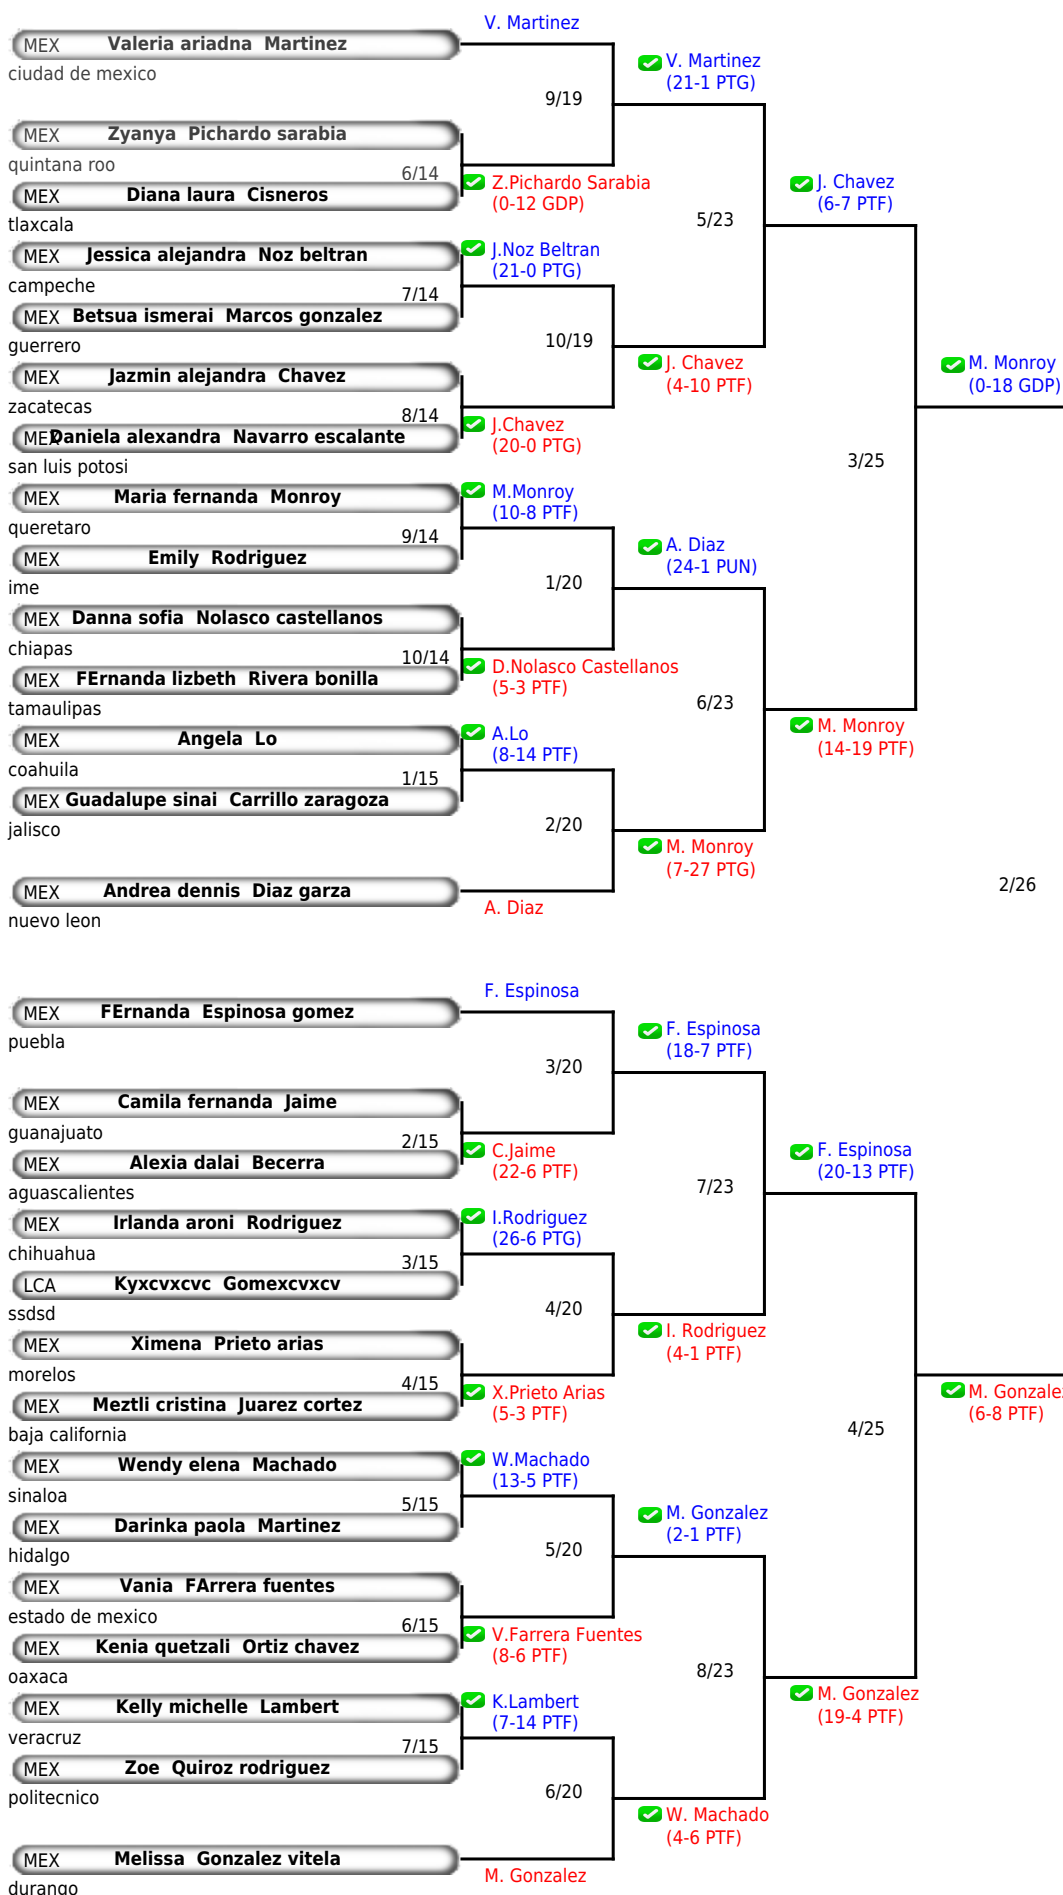 V. Martinez
MEX Valeria ariadna Martinez
ciudad de mexico
V. Martinez
(21-1 PTG)
9/19
MEX Zyanya Pichardo sarabia
quintana roo
6/14
Z.Pichardo Sarabia
(0-12 GDP)
MEX Diana laura Cisneros
tlaxcala
5/23
J. Chavez
(6-7 PTF)
MEX Jessica alejandra Noz beltran
campeche
J.Noz Beltran
(21-0 PTG)
7/14
MEX Betsua ismerai Marcos gonzalez
guerrero
10/19
J. Chavez
(4-10 PTF)
M. Monroy
(0-18 GDP)
MEX Jazmin alejandra Chavez
zacatecas
8/14
J.Chavez
(20-0 PTG)
MEX Daniela alexandra Navarro escalante
san luis potosi
3/25
MEX Maria fernanda Monroy
queretaro
M.Monroy
(10-8 PTF)
9/14
MEX Emily Rodriguez
ime
A. Diaz
(24-1 PUN)
1/20
MEX Danna sofia Nolasco castellanos
chiapas
10/14
D.Nolasco Castellanos
(5-3 PTF)
MEX FErnanda lizbeth Rivera bonilla
tamaulipas
6/23
M. Monroy
(14-19 PTF)
MEX Angela Lo
coahuila
A.Lo
(8-14 PTF)
1/15
MEX Guadalupe sinai Carrillo zaragoza
jalisco
2/20
M. Monroy
(7-27 PTG)
2/26
MEX Andrea dennis Diaz garza
nuevo leon
A. Diaz
F. Espinosa
MEX FErnanda Espinosa gomez
puebla
F. Espinosa
(18-7 PTF)
3/20
MEX Camila fernanda Jaime
guanajuato
2/15
C.Jaime
(22-6 PTF)
MEX Alexia dalai Becerra
aguascalientes
7/23
F. Espinosa
(20-13 PTF)
MEX Irlanda aroni Rodriguez
chihuahua
I.Rodriguez
(26-6 PTG)
3/15
LCA Kyxcvxcvc Gomexcvxcv
ssdsd
4/20
I. Rodriguez
(4-1 PTF)
MEX Ximena Prieto arias
morelos
4/15
X.Prieto Arias
(5-3 PTF)
MEX Meztli cristina Juarez cortez
baja california
4/25
M. Gonzale
(6-8 PTF)
MEX Wendy elena Machado
sinaloa
W.Machado
(13-5 PTF)
5/15
MEX Darinka paola Martinez
hidalgo
M. Gonzalez
(2-1 PTF)
5/20
MEX Vania FArrera fuentes
estado de mexico
6/15
V.Farrera Fuentes
(8-6 PTF)
MEX Kenia quetzali Ortiz chavez
oaxaca
8/23
M. Gonzalez
(19-4 PTF)
MEX Kelly michelle Lambert
veracruz
K.Lambert
(7-14 PTF)
7/15
MEX Zoe Quiroz rodriguez
politecnico
6/20
W. Machado
(4-6 PTF)
MEX Melissa Gonzalez vitela
durango
M. Gonzalez